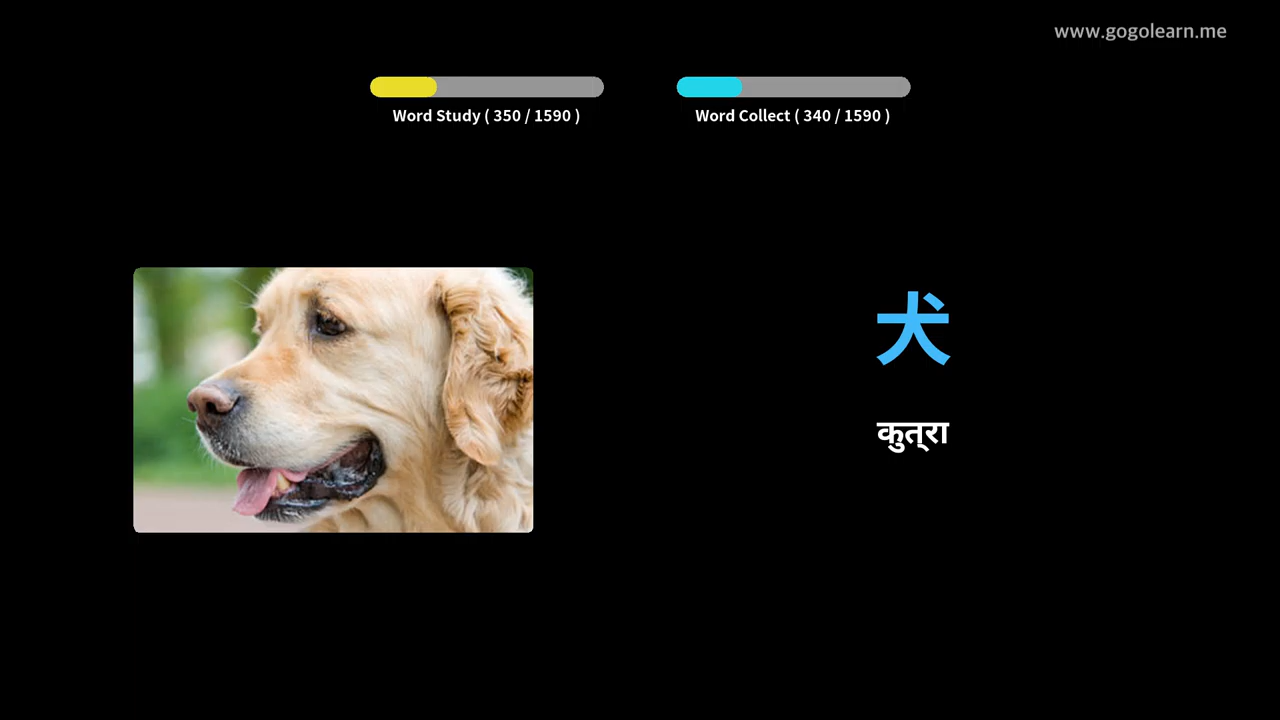 www.gogolearn.me
Word Study ( 350 / 1590 )
Word Collect ( 340 / 1590 )
犬
कुत्रा